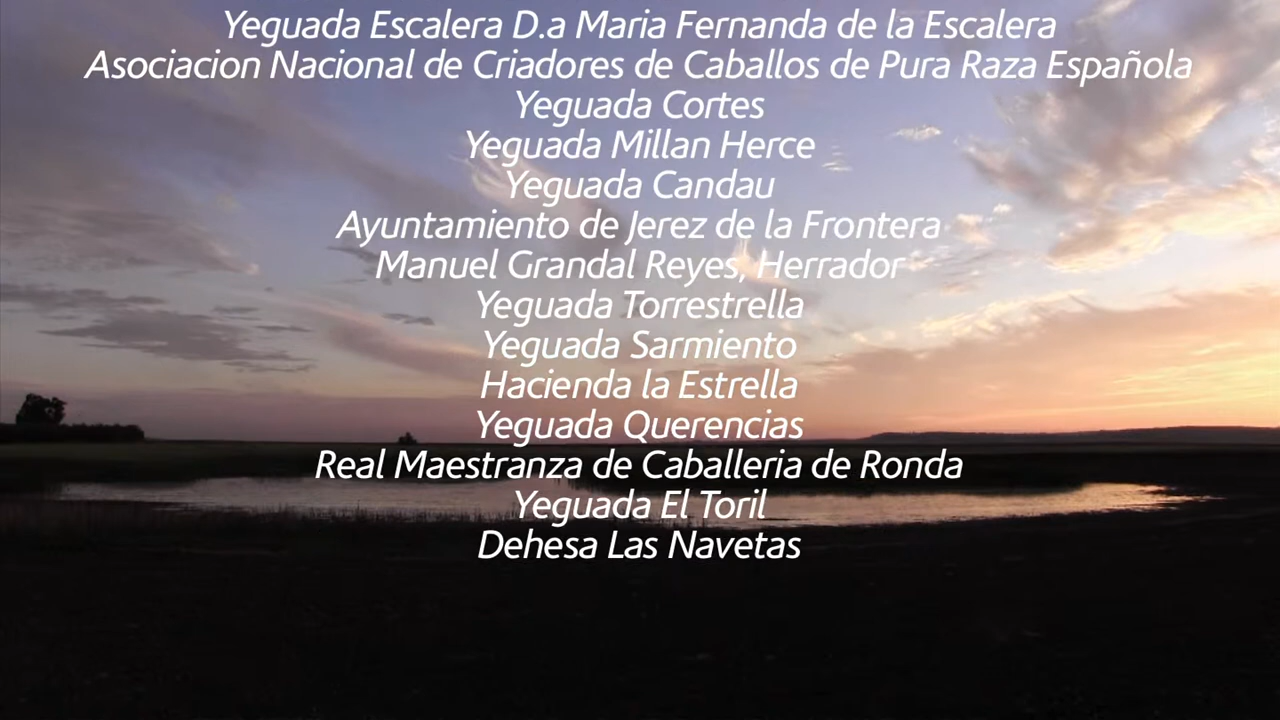 Yeguada Escalera D.a Maria Fernanda de la Escalera
Asociacion Nacional de Criadores de Caballos de Pura Raza Española
Yeguada Cortes
Yeguada Millan Herce
Yeguada Candau
Ayuntamiento de Jerez de la Frontera
Manuel Grandal Reyes, Herrador
Yeguada Torrestrella
Yeguada Sarmiento
Hacienda la Estrella
Yeguada Querencias
Real Maestranza de Caballeria de Ronda
Yeguada El Toril
Dehesa Las Navetas